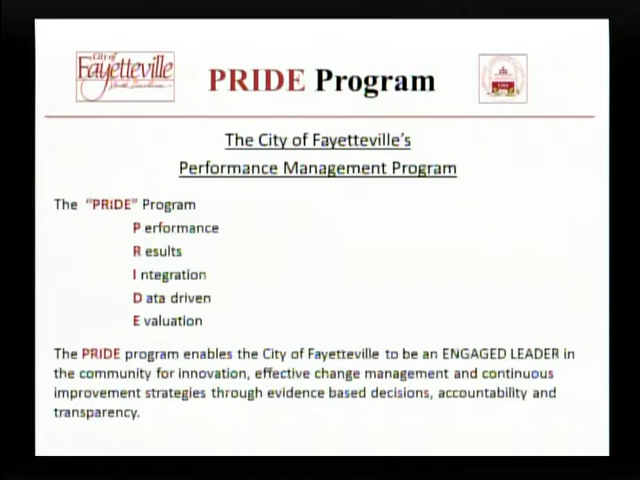 City of
Fayetteville
North Carolina
PRIDE Program
The City of Fayetteville's
Performance Management Program
The "PRiDE" Program
P erformance
R esults
I ntegration
D ata driven
E valuation
The PRIDE program enables the City of Fayetteville to be an ENGAGED LEADER in
the community for innovation, effective change management and continuous
improvement strategies through evidence based decisions, accountability and
transparency.